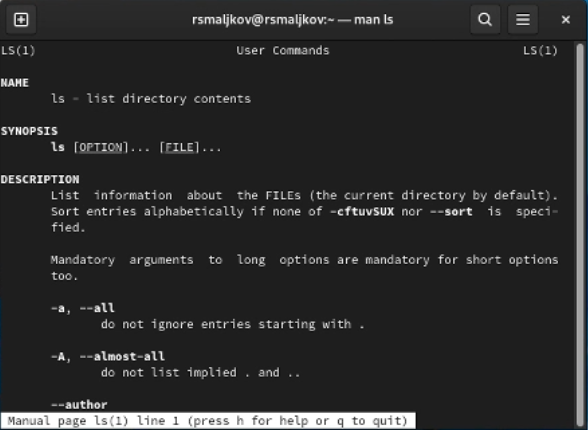 rsmaljkov@rsmaljkov:~ — man ls
LS(1) User Commands LS(1)
NAME
ls - list directory contents
SYNOPSIS
ls [OPTION]... [FILE]...
DESCRIPTION
List information about the FILEs (the current directory by default).
Sort entries alphabetically if none of -cftuvSUX nor --sort is speci-
fied.
Mandatory arguments to long options are mandatory for short options
too.
-a, --all
do not ignore entries starting with .
-A, --almost-all
do not list implied . and ..
--author
Manual page ls(1) line 1 (press h for help or q to quit)